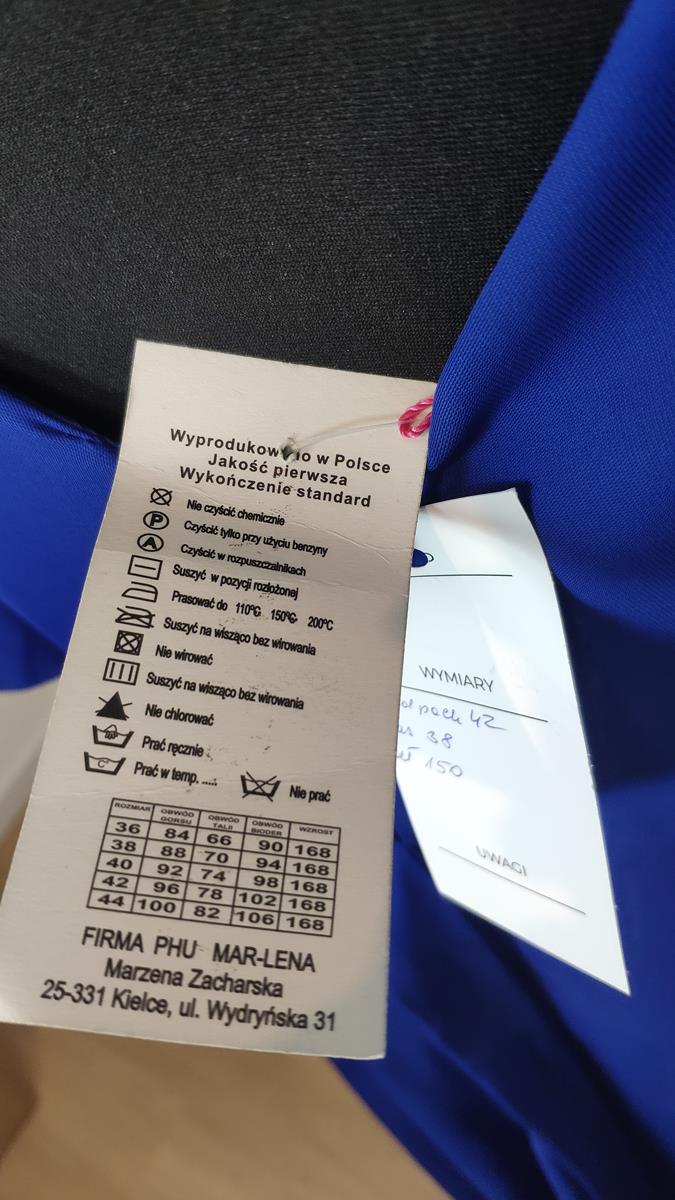 Wyprodukowano w Polsce
Jakość pierwsza
Wykończenie standard
Nie czyścić chemicznie
P Czyścić tylko przy użyciu benzyny
A Czyścić w rozpuszczalnikach
Suszyć w pozycji rozłożonej
Prasować do 110°C 150°C 200°C
Suszyć na wisząco bez wirowania
Nie wirować
Suszyć na wisząco bez wirowania
Nie chlorować
Prać ręcznie
C° Prać w temp. ..... Nie prać
ROZMIAR OBWÓD GORSU OBWÓD TALII OBWÓD BIODER WZROST
36 84 66 90 168
38 88 70 94 168
40 92 74 98 168
42 96 78 102 168
44 100 82 106 168
FIRMA PHU MAR-LENA
Marzena Zacharska
25-331 Kielce, ul. Wydryńska 31
WYMIARY
pach 42
38
150
UWAGI